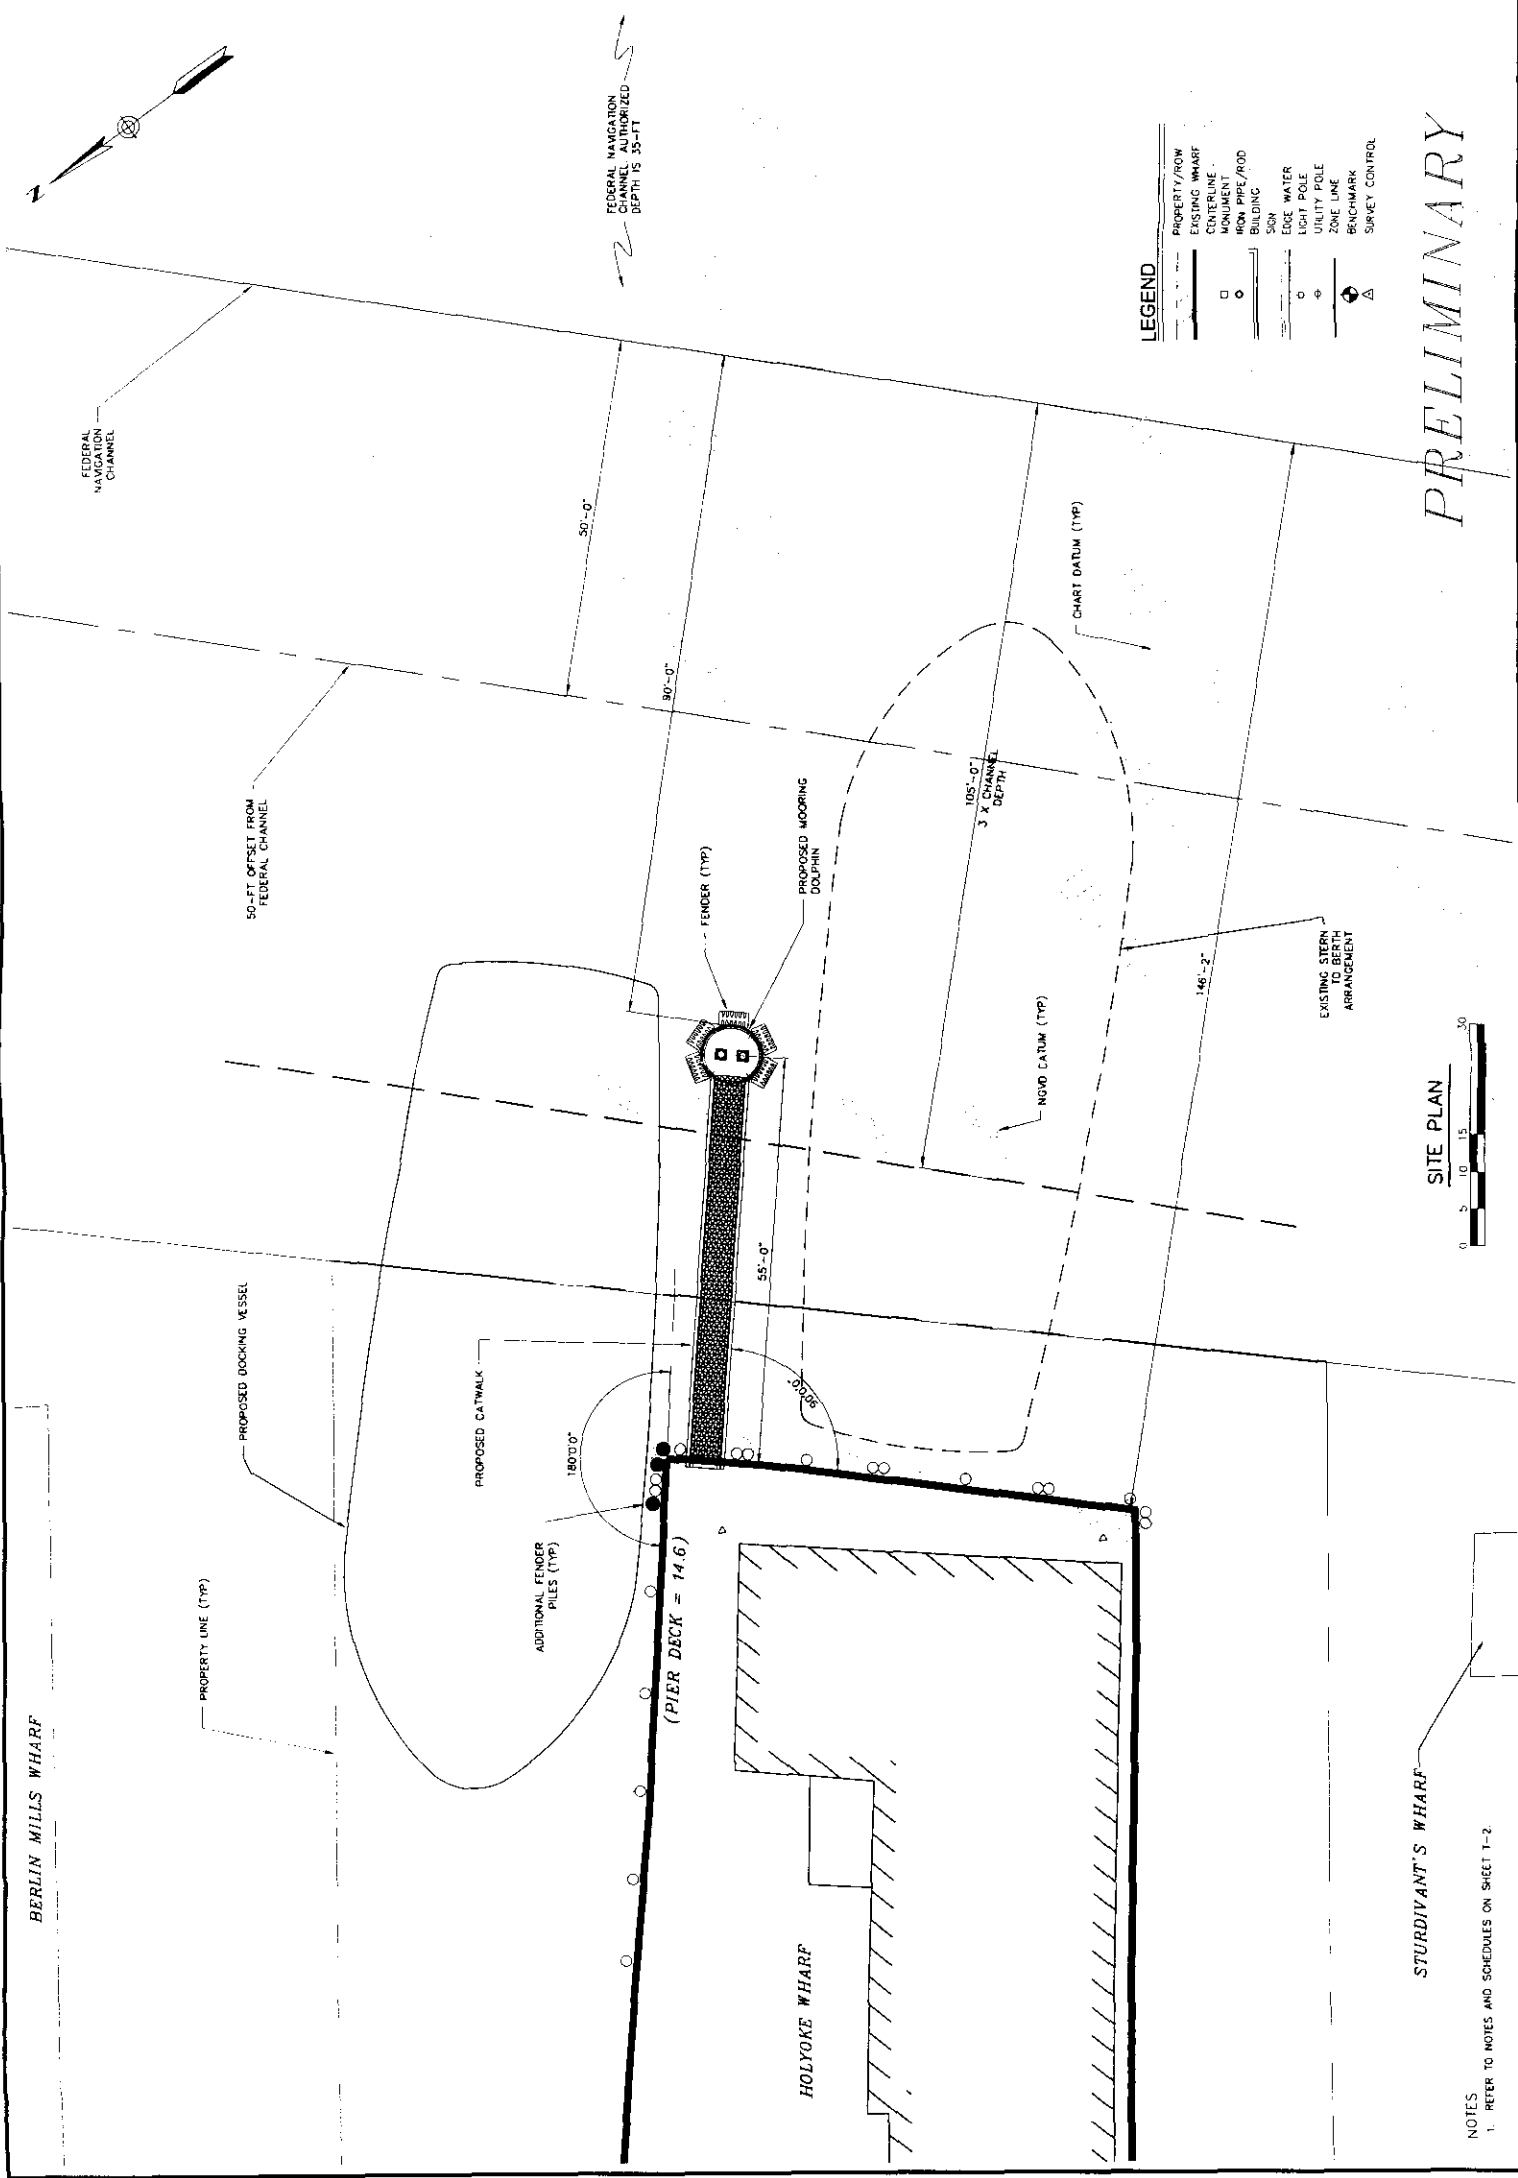 BERLIN MILLS WHARF
PROPERTY LINE (TYP)
PROPOSED DOCKING VESSEL
50-FT OFFSET FROM
FEDERAL CHANNEL
FEDERAL
NAVIGATION
CHANNEL
N
FEDERAL NAVIGATION
CHANNEL. AUTHORIZED
DEPTH IS 35-FT
50'-0"
90'-0"
ADDITIONAL FENDER
PILES (TYP)
180°0'0"
PROPOSED CATWALK
FENDER (TYP)
PROPOSED MOORING
DOLPHIN
(PIER DECK = 14.6)
55'-0"
90°0'0"
HOLYOKE WHARF
NGVD DATUM (TYP)
105'-0"
3 X CHANNEL
DEPTH
CHART DATUM (TYP)
146'-2"
EXISTING STERN
TO BERTH
ARRANGEMENT
STURDIVANT'S WHARF
NOTES
1. REFER TO NOTES AND SCHEDULES ON SHEET T-2.
SITE PLAN
0 5 10 15 30
LEGEND
PROPERTY/ROW
EXISTING WHARF
CENTERLINE
MONUMENT
IRON PIPE/ROD
BUILDING
SIGN
EDGE WATER
LIGHT POLE
UTILITY POLE
ZONE LINE
BENCHMARK
SURVEY CONTROL
PRELIMINARY